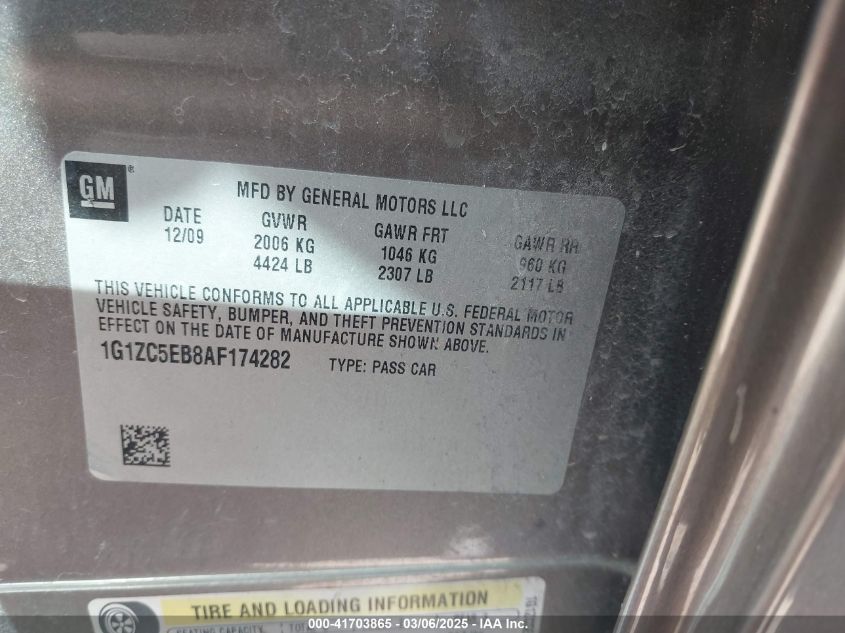 GM ®
MFD BY GENERAL MOTORS LLC
DATE GVWR GAWR FRT GAWR RR
12/09 2006 KG 1046 KG 960 KG
4424 LB 2307 LB 2117 LB
THIS VEHICLE CONFORMS TO ALL APPLICABLE U.S. FEDERAL MOTOR
VEHICLE SAFETY, BUMPER, AND THEFT PREVENTION STANDARDS IN
EFFECT ON THE DATE OF MANUFACTURE SHOWN ABOVE.
1G1ZC5EB8AF174282 TYPE: PASS CAR
TIRE AND LOADING INFORMATION
SEATING CAPACITY
000-41703865 - 03/06/2025 - IAA Inc.